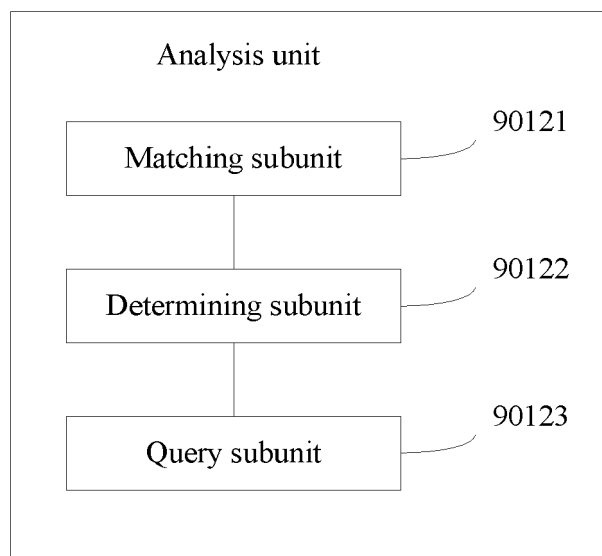 Analysis unit
90121
Matching subunit
90122
Determining subunit
90123
Query subunit